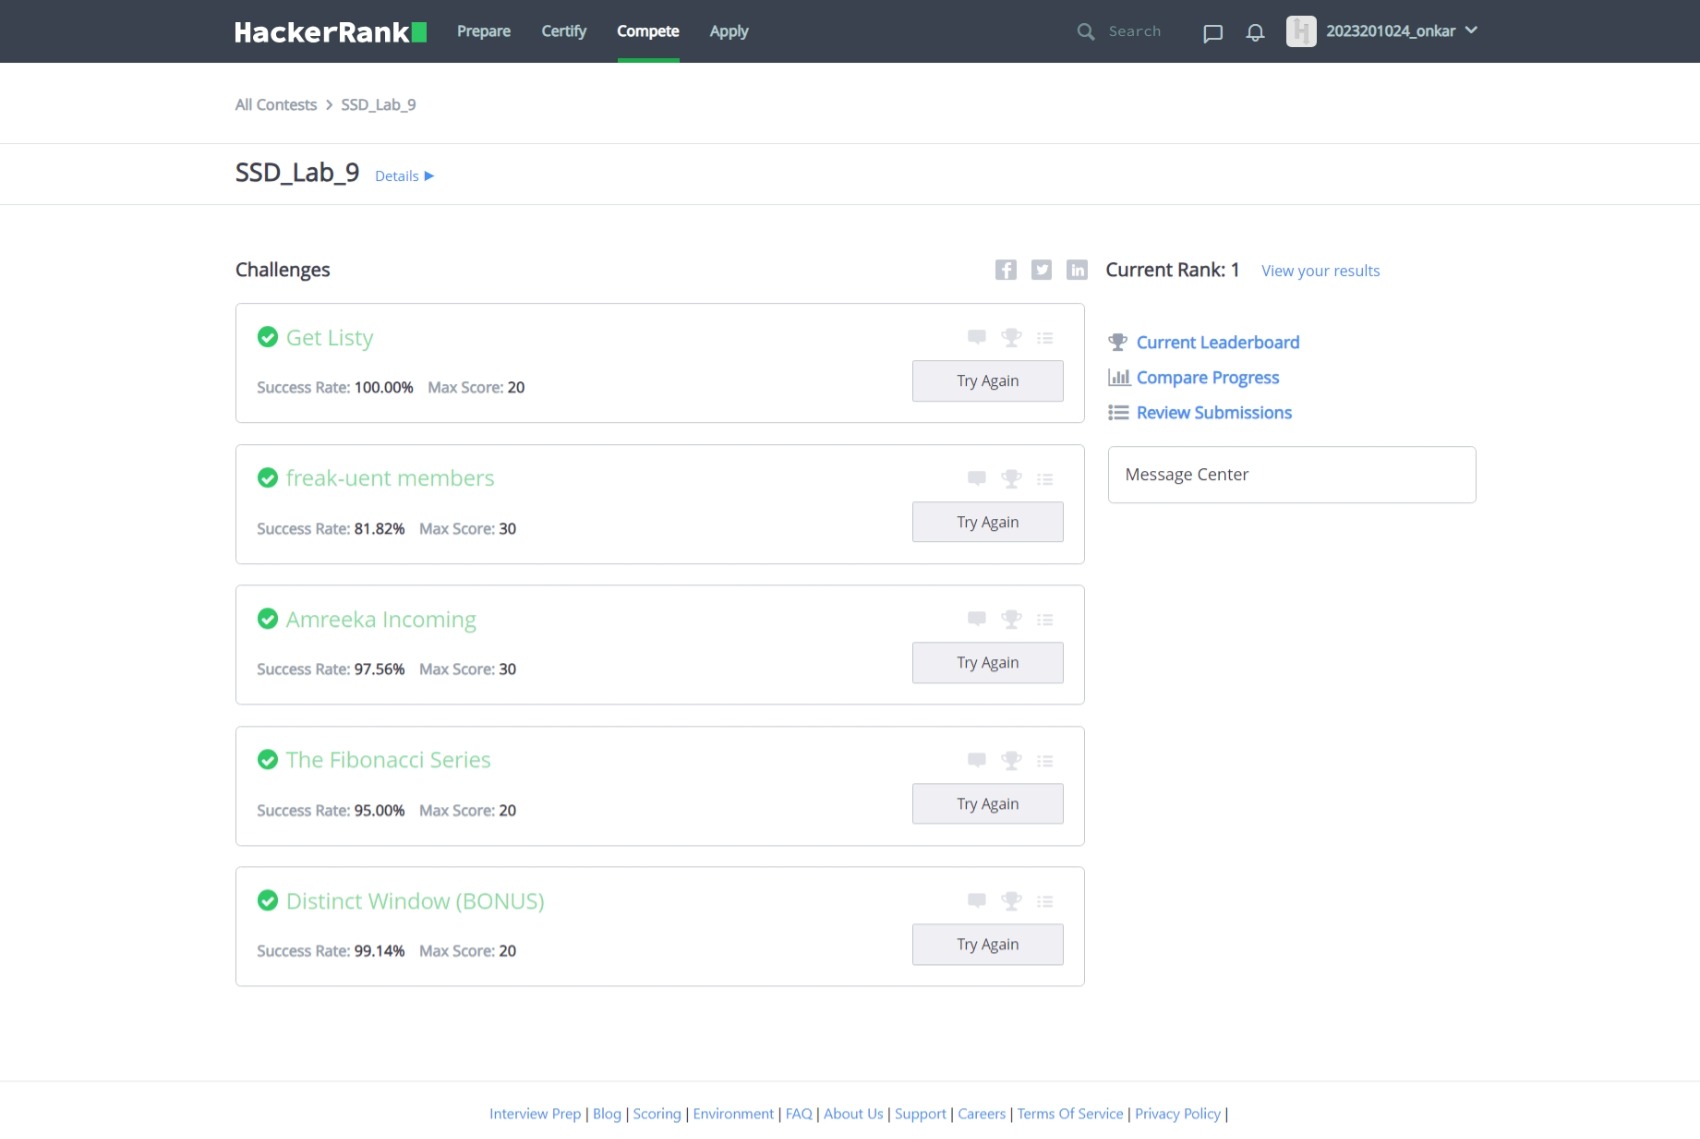 HackerRank Prepare Certify Compete Apply Search 2023201024_onkar
All Contests > SSD_Lab_9
SSD_Lab_9 Details ▶
Challenges
Current Rank: 1 View your results
Get Listy
Success Rate: 100.00% Max Score: 20
Try Again
Current Leaderboard
Compare Progress
Review Submissions
Message Center
freak-uent members
Success Rate: 81.82% Max Score: 30
Try Again
Amreeka Incoming
Success Rate: 97.56% Max Score: 30
Try Again
The Fibonacci Series
Success Rate: 95.00% Max Score: 20
Try Again
Distinct Window (BONUS)
Success Rate: 99.14% Max Score: 20
Try Again
Interview Prep | Blog | Scoring | Environment | FAQ | About Us | Support | Careers | Terms Of Service | Privacy Policy |